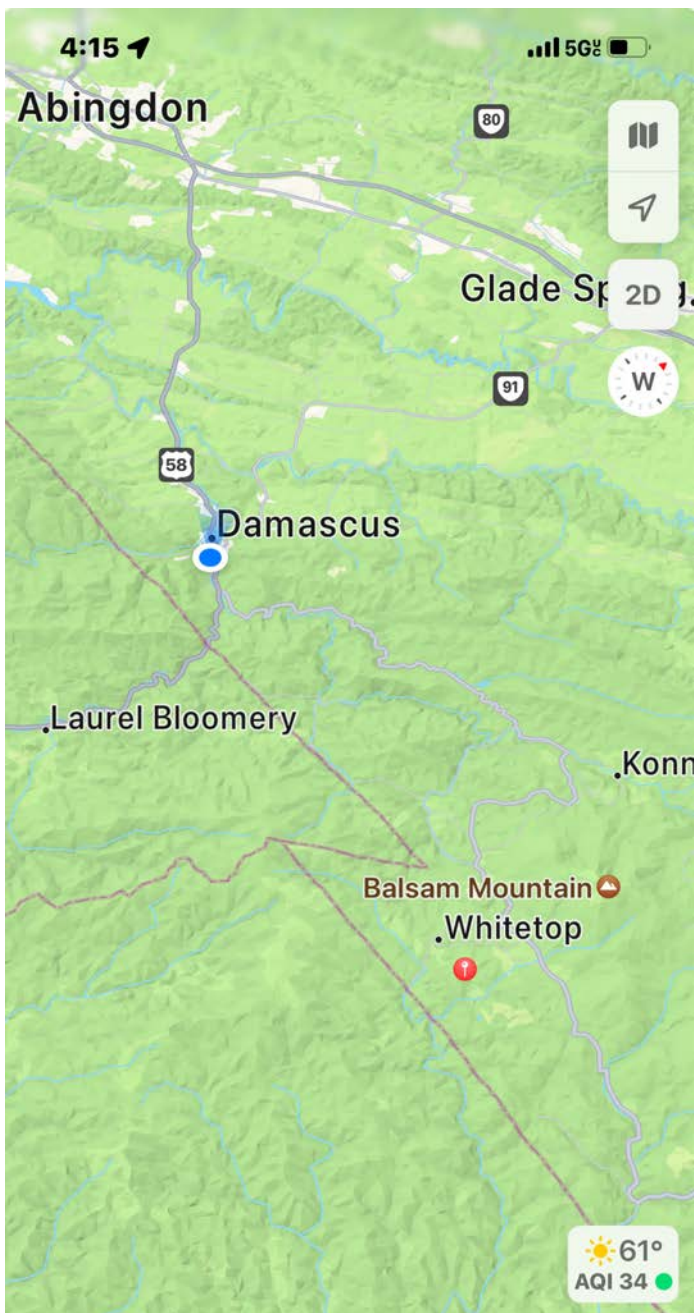 4:15
5G UC
Abingdon
80
Glade Sp g.
2D
W
91
58
Damascus
Laurel Bloomery
Konn
Balsam Mountain
Whitetop
61°
AQI 34